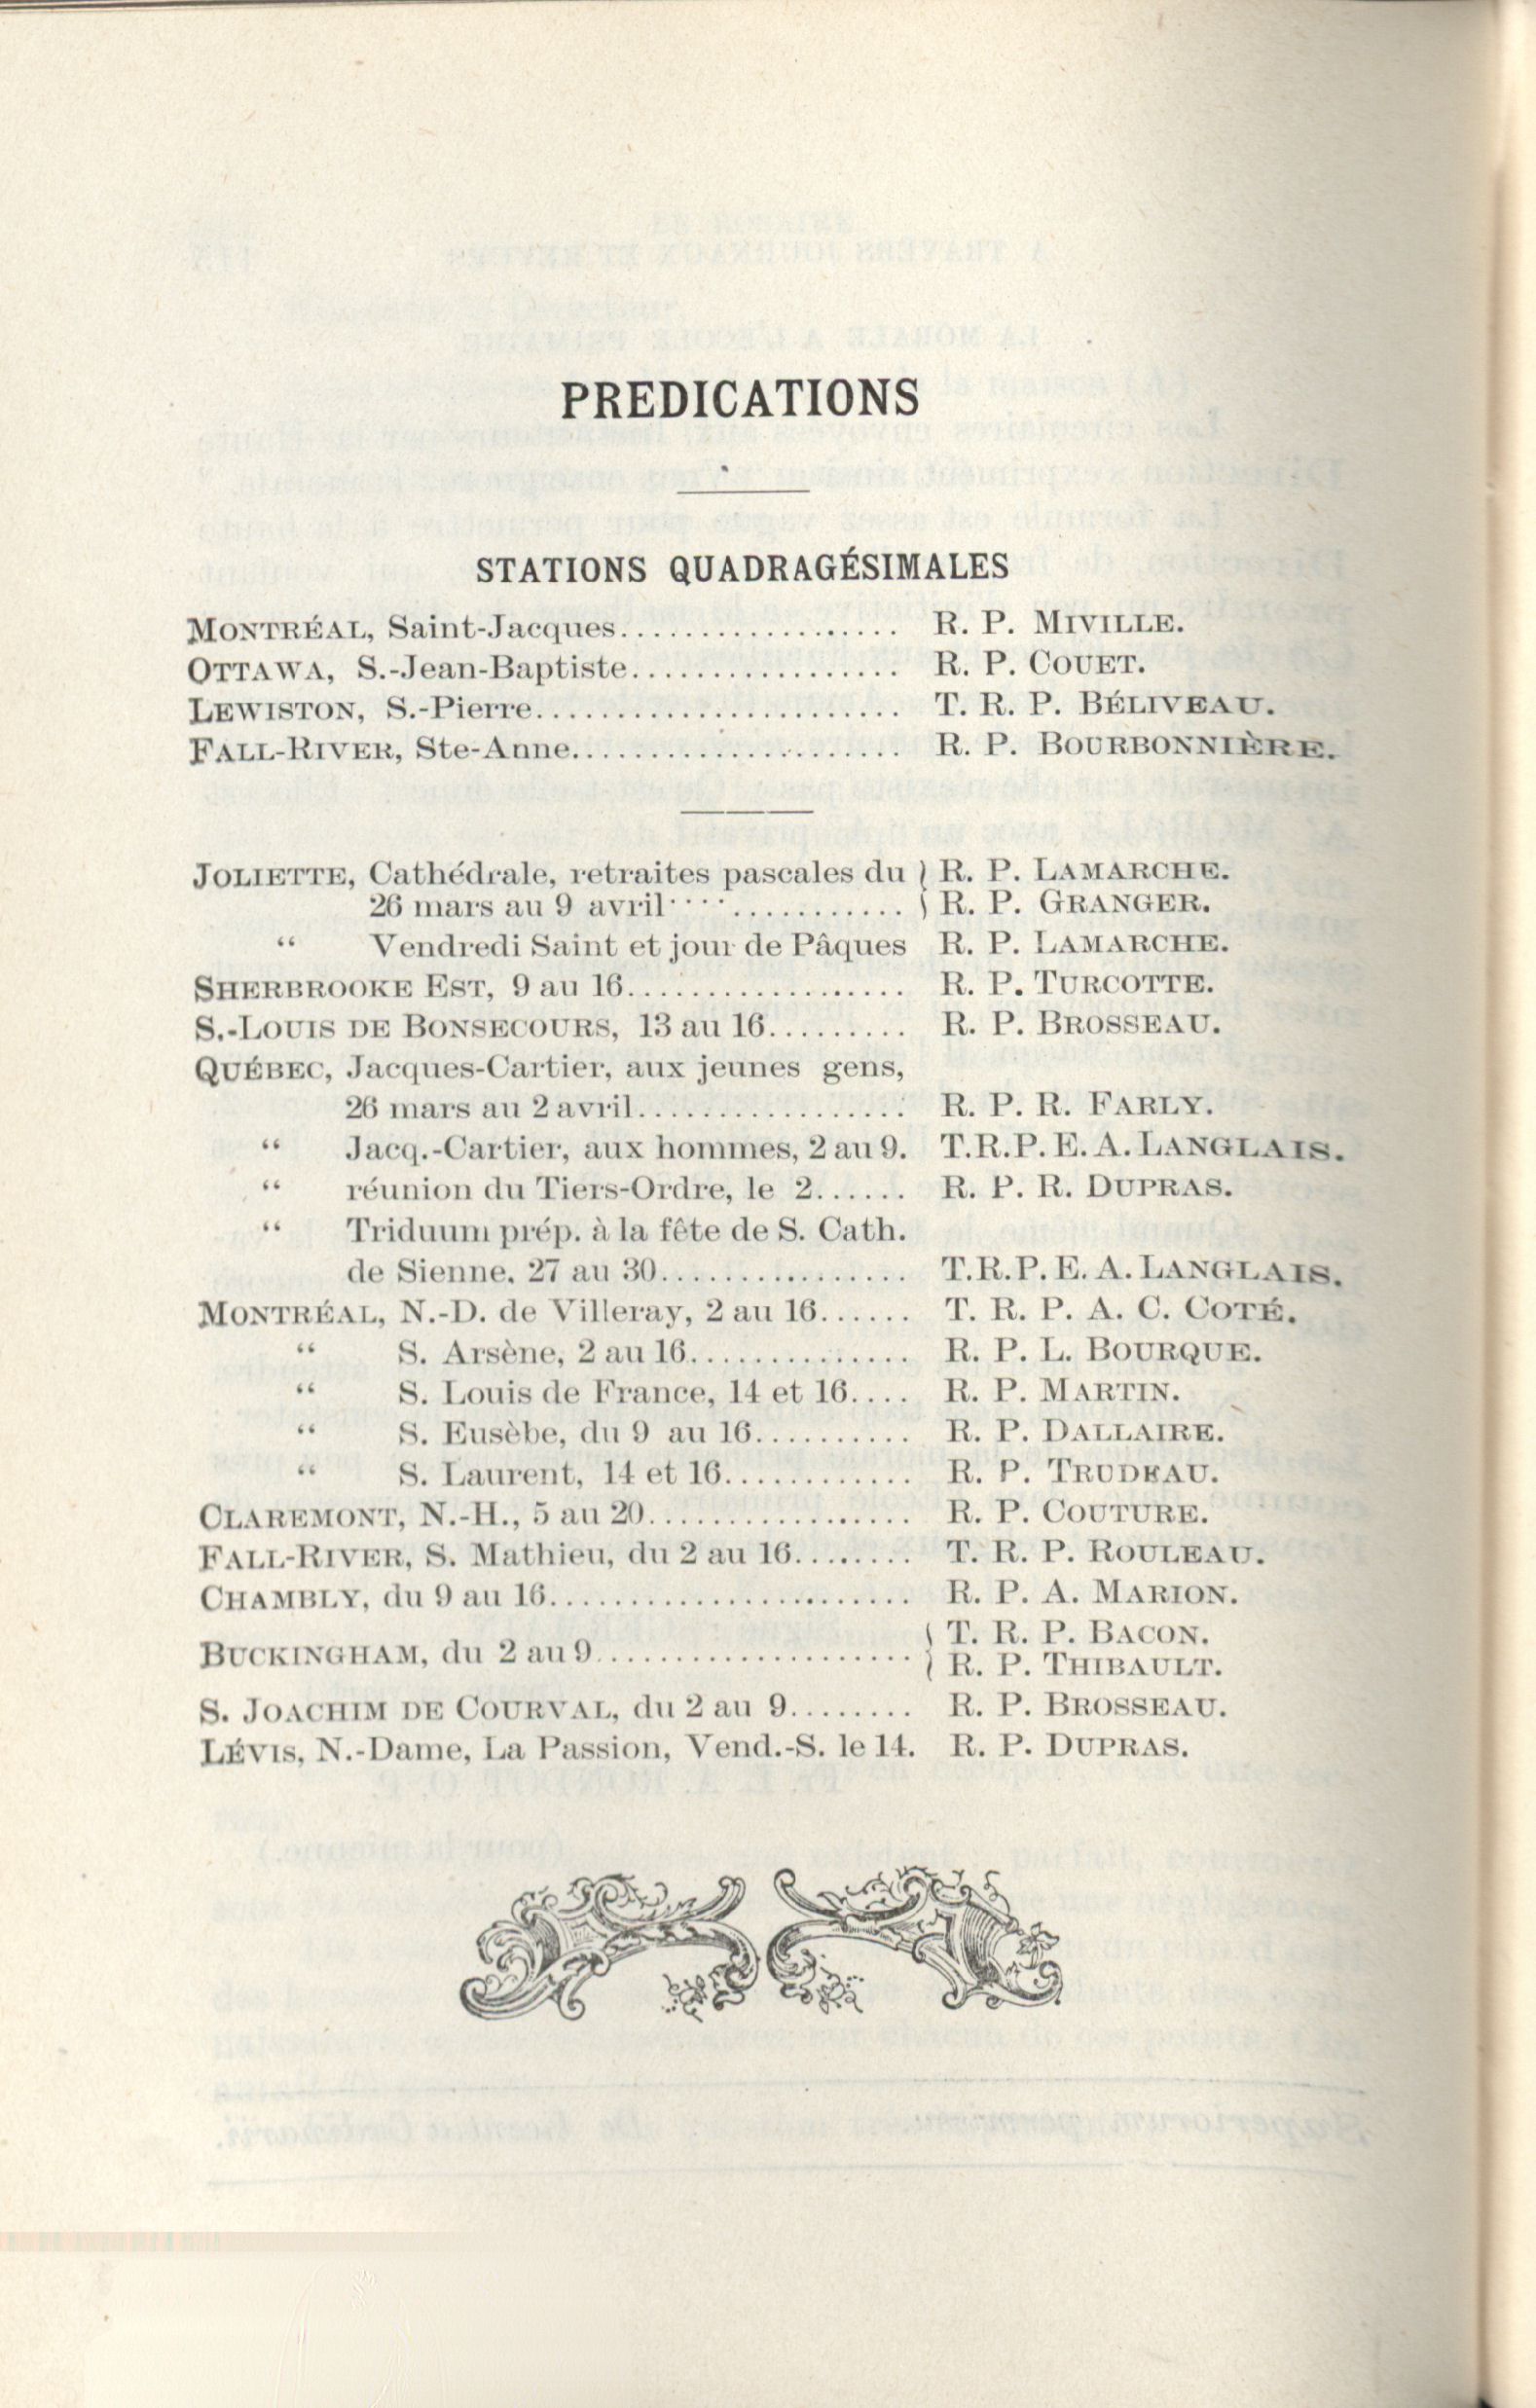 PREDICATIONS
STATIONS QUADRAGÉSIMALES
MONTRÉAL, Saint-Jacques.................. R. P. MIVILLE.
OTTAWA, S.-Jean-Baptiste................. R. P. COUET.
LEWISTON, S.-Pierre....................... T. R. P. BÉLIVEAU.
FALL-RIVER, Ste-Anne..................... R. P. BOURBONNIÈRE.
JOLIETTE, Cathédrale, retraites pascales du } R. P. LAMARCHE.
26 mars au 9 avril............... } R. P. GRANGER.
“ Vendredi Saint et jour de Pâques R. P. LAMARCHE.
SHERBROOKE EST, 9 au 16.................. R. P. TURCOTTE.
S.-LOUIS DE BONSECOURS, 13 au 16......... R. P. BROSSEAU.
QUÉBEC, Jacques-Cartier, aux jeunes gens,
26 mars au 2 avril................. R. P. R. FARLY.
“ Jacq.-Cartier, aux hommes, 2 au 9. T.R.P. E. A. LANGLAIS.
“ réunion du Tiers-Ordre, le 2...... R. P. R. DUPRAS.
“ Triduum prép. à la fête de S. Cath.
de Sienne, 27 au 30................ T.R.P. E. A. LANGLAIS.
MONTRÉAL, N.-D. de Villeray, 2 au 16...... T. R. P. A. C. COTÉ.
“ S. Arsène, 2 au 16.............. R. P. L. BOURQUE.
“ S. Louis de France, 14 et 16.... R. P. MARTIN.
“ S. Eusèbe, du 9 au 16.......... R. P. DALLAIRE.
“ S. Laurent, 14 et 16............ R. P. TRUDEAU.
CLAREMONT, N.-H., 5 au 20................. R. P. COUTURE.
FALL-RIVER, S. Mathieu, du 2 au 16........ T. R. P. ROULEAU.
CHAMBLY, du 9 au 16....................... R. P. A. MARION.
BUCKINGHAM, du 2 au 9.................... { T. R. P. BACON.
} R. P. THIBAULT.
S. JOACHIM DE COURVAL, du 2 au 9........ R. P. BROSSEAU.
LÉVIS, N.-Dame, La Passion, Vend.-S. le 14. R. P. DUPRAS.